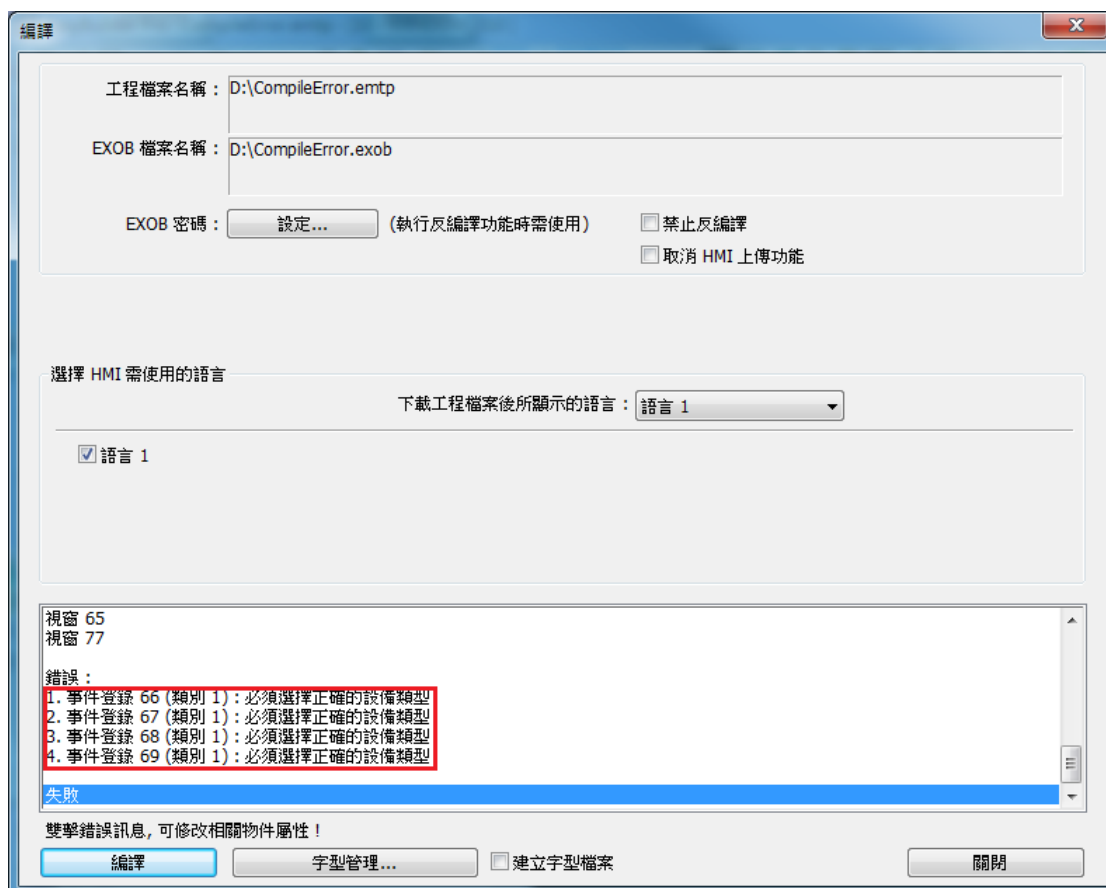 編譯
工程檔案名稱 : D:\CompileError.emtp
EXOB 檔案名稱 : D:\CompileError.exob
EXOB 密碼 : 設定... (執行反編譯功能時需使用) 禁止反編譯
取消 HMI 上傳功能
選擇 HMI 需使用的語言
下載工程檔案後所顯示的語言 : 語言 1
語言 1
視窗 65
視窗 77
錯誤 :
1. 事件登錄 66 (類別 1) : 必須選擇正確的設備類型
2. 事件登錄 67 (類別 1) : 必須選擇正確的設備類型
3. 事件登錄 68 (類別 1) : 必須選擇正確的設備類型
4. 事件登錄 69 (類別 1) : 必須選擇正確的設備類型
失敗
雙擊錯誤訊息, 可修改相關物件屬性 !
編譯 字型管理... 建立字型檔案 關閉